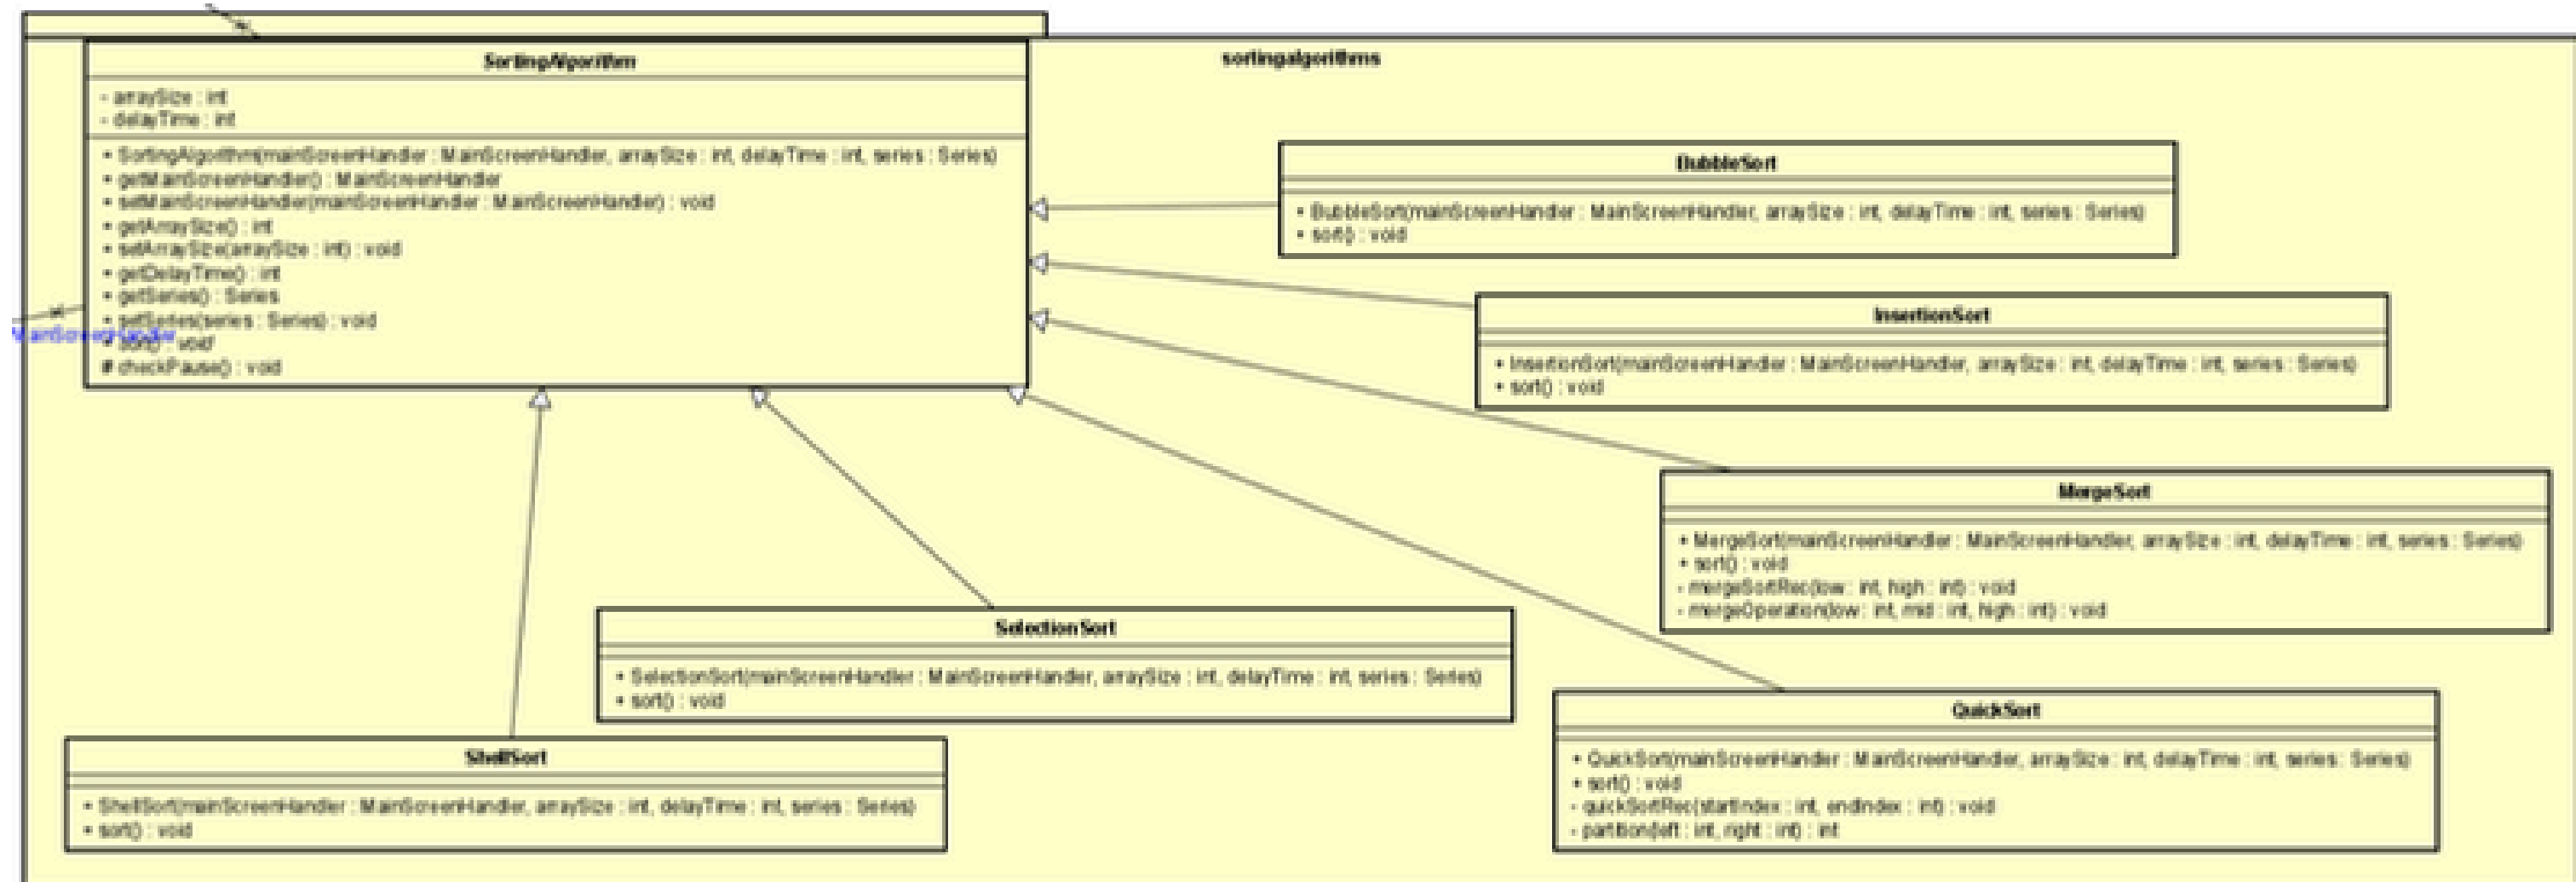 sortingalgorithms
SortingAlgorithm
- arraySize : int
- delayTime : int
+ SortingAlgorithm(mainScreenHandler : MainScreenHandler, arraySize : int, delayTime : int, series : Series)
+ getMainScreenHandler() : MainScreenHandler
+ setMainScreenHandler(mainScreenHandler : MainScreenHandler) : void
+ getArraySize() : int
+ setArraySize(arraySize : int) : void
+ getDelayTime() : int
+ getSeries() : Series
+ setSeries(series : Series) : void
+ sort() : void
# checkPause() : void
MainScreenHandler
BubbleSort
+ BubbleSort(mainScreenHandler : MainScreenHandler, arraySize : int, delayTime : int, series : Series)
+ sort() : void
InsertionSort
+ InsertionSort(mainScreenHandler : MainScreenHandler, arraySize : int, delayTime : int, series : Series)
+ sort() : void
MergeSort
+ MergeSort(mainScreenHandler : MainScreenHandler, arraySize : int, delayTime : int, series : Series)
+ sort() : void
- mergeSortRec(low : int, high : int) : void
- mergeOperation(low : int, mid : int, high : int) : void
SelectionSort
+ SelectionSort(mainScreenHandler : MainScreenHandler, arraySize : int, delayTime : int, series : Series)
+ sort() : void
QuickSort
+ QuickSort(mainScreenHandler : MainScreenHandler, arraySize : int, delayTime : int, series : Series)
+ sort() : void
- quickSortRec(startIndex : int, endIndex : int) : void
- partition(left : int, right : int) : int
ShellSort
+ ShellSort(mainScreenHandler : MainScreenHandler, arraySize : int, delayTime : int, series : Series)
+ sort() : void